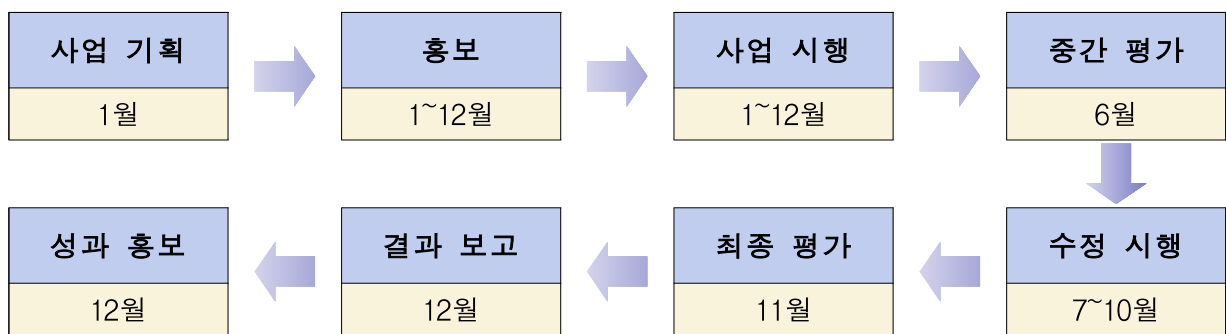 사업 기획
1월
홍보
1~12월
사업 시행
1~12월
중간 평가
6월
수정 시행
7~10월
최종 평가
11월
결과 보고
12월
성과 홍보
12월